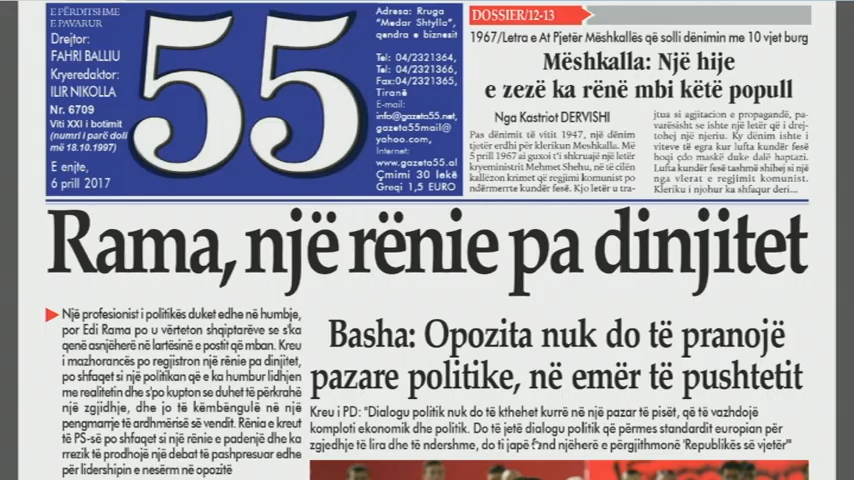 E PËRDITSHME
E PAVARUR
Drejtor:
FAHRI BALLIU
Kryeredaktor:
ILIR NIKOLLA
Nr. 6709
Viti XXI i botimit
(numri i parë doli
më 18.10.1997)
E enjte,
6 prill 2017
55
Adresa: Rruga
"Medar Shtylla",
qendra e biznesit
Tel: 04/2321364,
Tel: 04/2321366,
Fax:04/2321365,
Tiranë
E-mail:
info@gazeta55.net,
gazeta55mail@
yahoo.com,
Internet:
www.gazeta55.al
Çmimi 30 lekë
Greqi 1,5 EURO
DOSSIER/12-13
1967/Letra e At Pjetër Mëshkallës që solli dënimin me 10 vjet burg
Mëshkalla: Një hije
e zezë ka rënë mbi këtë popull
Nga Kastriot DERVISHI
Pas dënimit të vitit 1947, një dënim
tjetër erdhi për klerikun Meshkalla. Më
5 prill 1967 ai guxoi t'i shkruajë një letër
kryeministrit Mehmet Shehu, në të cilën
kallëzon krimet që regjimi komunist po
ndërmerrte kundër fesë. Kjo letër u tra-
jtua si agjitacion e propagandë, pa-
varësisht se ishte një letër që i drej-
tohej një njeriu. Ky dënim ishte i
viteve të egra kur lufta kundër fesë
hoqi çdo maskë duke dalë haptazi.
Lufta kundër fesë tashmë shihej si një
nga vlerat e regjimit komunist.
Kleriku i njohur ka shfaqur deri...
Rama, një rënie pa dinjitet
Një profesionist i politikës duket edhe në humbje,
por Edi Rama po u vërteton shqiptarëve se s'ka
qenë asnjëherë në lartësinë e postit që mban. Kreu
i mazhorancës po regjistron një rënie pa dinjitet,
po shfaqet si një politikan që e ka humbur lidhjen
me realitetin dhe s'po kupton se duhet të përkrahë
një zgjidhje, dhe jo të këmbëngulë në një
pengmarrje të ardhmërisë së vendit. Rënia e kreut
të PS-së po shfaqet si një rënie e padenjë dhe ka
rrezik të prodhojë një debat të tashpresuar edhe
për lidershipin e nesërm në opozitë
Basha: Opozita nuk do të pranojë
pazare politike, në emër të pushtetit
Kreu i PD: "Dialogu politik nuk do të kthehet kurrë në një pazar të pisët, që të vazhdojë
komploti ekonomik dhe politik. Do të jetë dialogu politik që përmes standardit europian për
zgjedhje të lira dhe të ndershme, do ti japë fund njëherë e përgjithmonë 'Republikës së vjetër'"